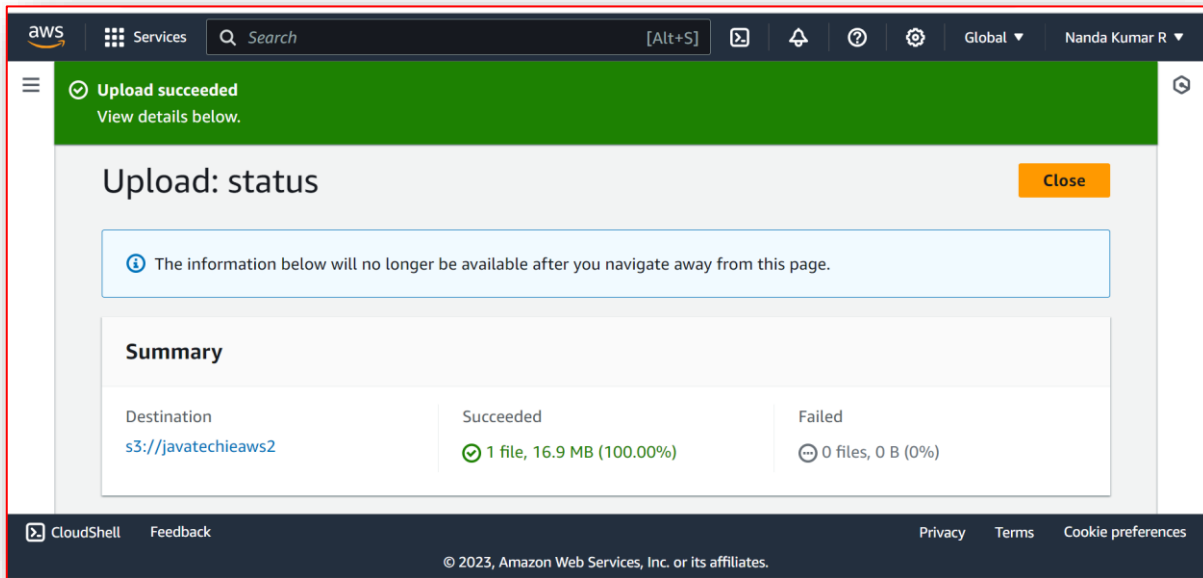 aws Services Search [Alt+S] Global Nanda Kumar R
Upload succeeded
View details below.
Upload: status
Close
The information below will no longer be available after you navigate away from this page.
Summary
Destination Succeeded Failed
s3://javatechieaws2 1 file, 16.9 MB (100.00%) 0 files, 0 B (0%)
CloudShell Feedback Privacy Terms Cookie preferences
© 2023, Amazon Web Services, Inc. or its affiliates.